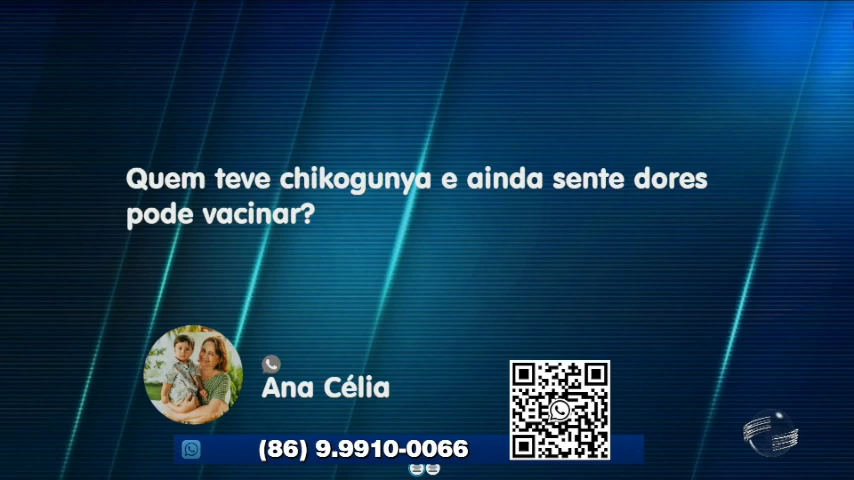 Quem teve chikogunya e ainda sente dores
pode vacinar?
Ana Célia
(86) 9.9910-0066